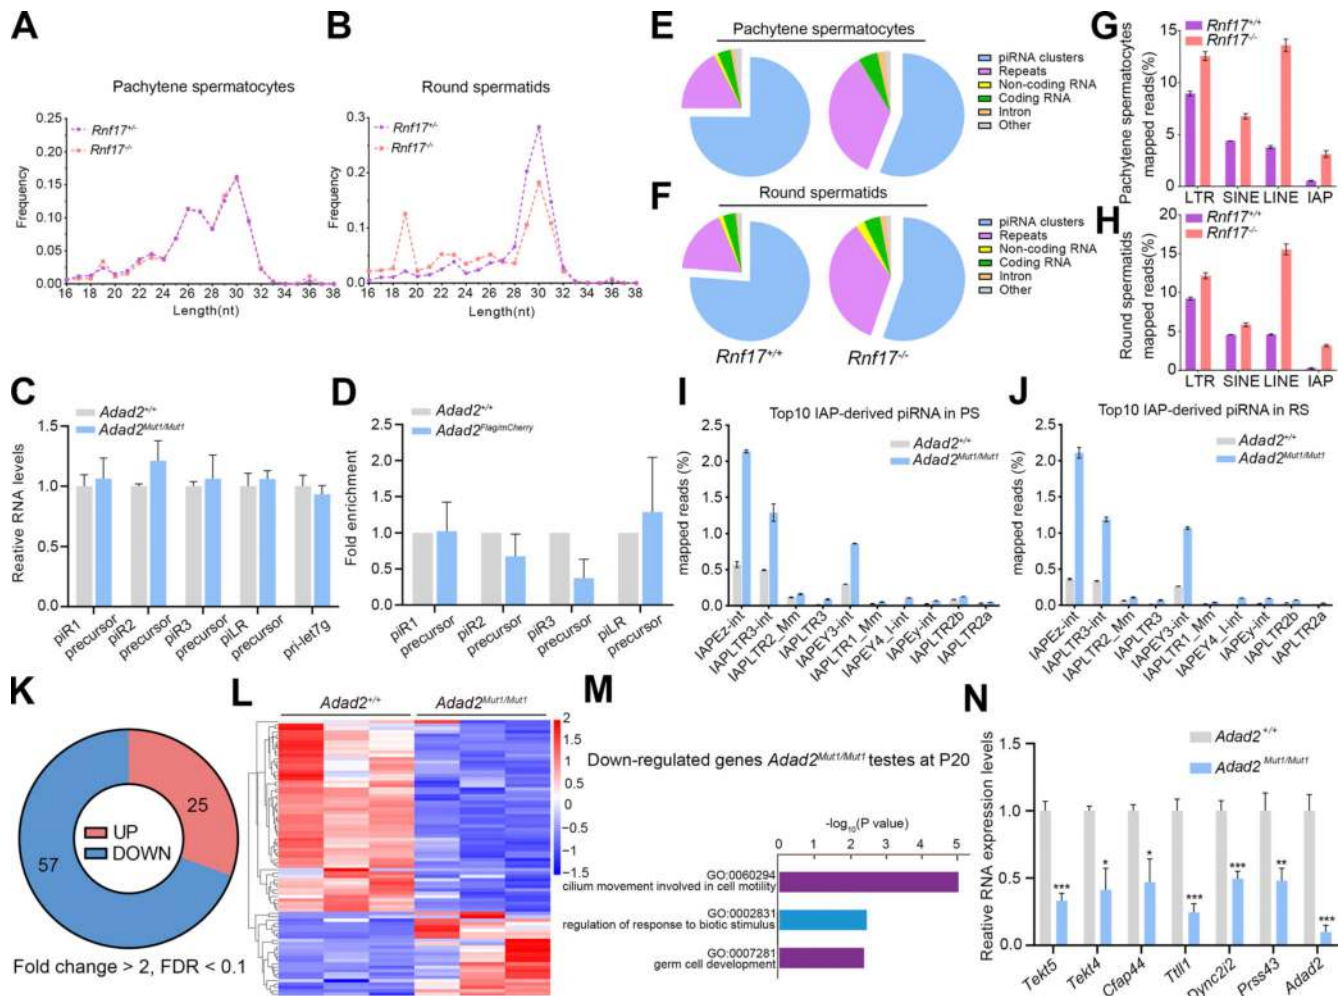 A
Pachytene spermatocytes
Rnf17+/-
Rnf17-/-
Frequency
0.25
0.20
0.15
0.10
0.05
0.00
16 18 20 22 24 26 28 30 32 34 36 38
Length(nt)
B
Round spermatids
Rnf17+/-
Rnf17-/-
Frequency
0.3
0.2
0.1
0.0
16 18 20 22 24 26 28 30 32 34 36 38
Length(nt)
E
Pachytene spermatocytes
piRNA clusters
Repeats
Non-coding RNA
Coding RNA
Intron
Other
F
Round spermatids
piRNA clusters
Repeats
Non-coding RNA
Coding RNA
Intron
Other
Rnf17+/+
Rnf17-/-
G
Rnf17+/+
Rnf17-/-
Pachytene spermatocytes
mapped reads(%)
15
10
5
0
LTR SINE LINE IAP
H
Rnf17+/+
Rnf17-/-
Round spermatids
mapped reads(%)
20
15
10
5
0
LTR SINE LINE IAP
C
Adad2+/+
Adad2Mut1/Mut1
Reative RNA levels
1.5
1.0
0.5
0.0
piR1
precursor
piR2
precursor
piR3
precursor
piLR
precursor
pri-let7g
D
Adad2+/+
Adad2Flag/mCherry
Fold enrichment
2.5
2.0
1.5
1.0
0.5
0.0
piR1
precursor
piR2
precursor
piR3
precursor
piLR
precursor
I
Top10 IAP-derived piRNA in PS
Adad2+/+
Adad2Mut1/Mut1
mapped reads (%)
2.5
2.0
1.5
1.0
0.5
0.0
IAPEz-int
IAPLTR3-int
IAPLTR2_Mm
IAPLTR3
IAPEY3-int
IAPLTR1_Mm
IAPEY4_I-int
IAPEy-int
IAPLTR2b
IAPLTR2a
J
Top10 IAP-derived piRNA in RS
Adad2+/+
Adad2Mut1/Mut1
mapped reads (%)
2.5
2.0
1.5
1.0
0.5
0.0
IAPEz-int
IAPLTR3-int
IAPLTR2_Mm
IAPLTR3
IAPEY3-int
IAPLTR1_Mm
IAPEY4_I-int
IAPEy-int
IAPLTR2b
IAPLTR2a
K
25
57
UP
DOWN
Fold change > 2, FDR < 0.1
L
Adad2+/+
Adad2Mut1/Mut1
2
1.5
1
0.5
0
−0.5
−1
−1.5
M
Down-regulated genes Adad2Mut1/Mut1 testes at P20
-log10(P value)
0 1 2 3 4 5
GO:0060294
cilium movement involved in cell motility
GO:0002831
regulation of response to biotic stimulus
GO:0007281
germ cell development
N
Adad2+/+
Adad2 Mut1/Mut1
Relative RNA expression levels
1.5
1.0
0.5
0.0
*** * * *** *** ** ***
Tekt5
Tekt4
Cfap44
Ttll1
Dync2i2
Prss43
Adad2